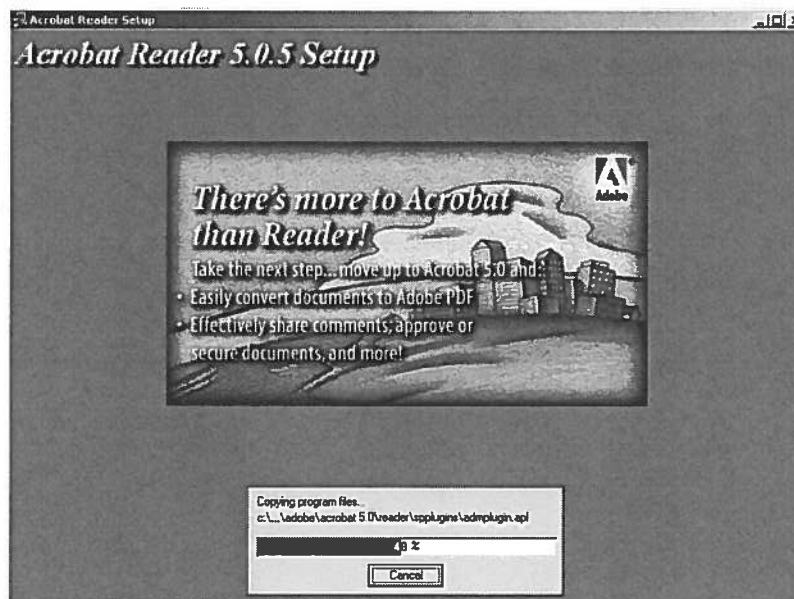 Acrobat Reader Setup
Acrobat Reader 5.0.5 Setup
Adobe
There's more to Acrobat
than Reader!
Take the next step...move up to Acrobat 5.0 and:
• Easily convert documents to Adobe PDF
• Effectively share comments, approve or
secure documents, and more!
Copying program files...
c:\...\adobe\acrobat 5.0\reader\spplugins\admplugin.apl
48 %
Cancel